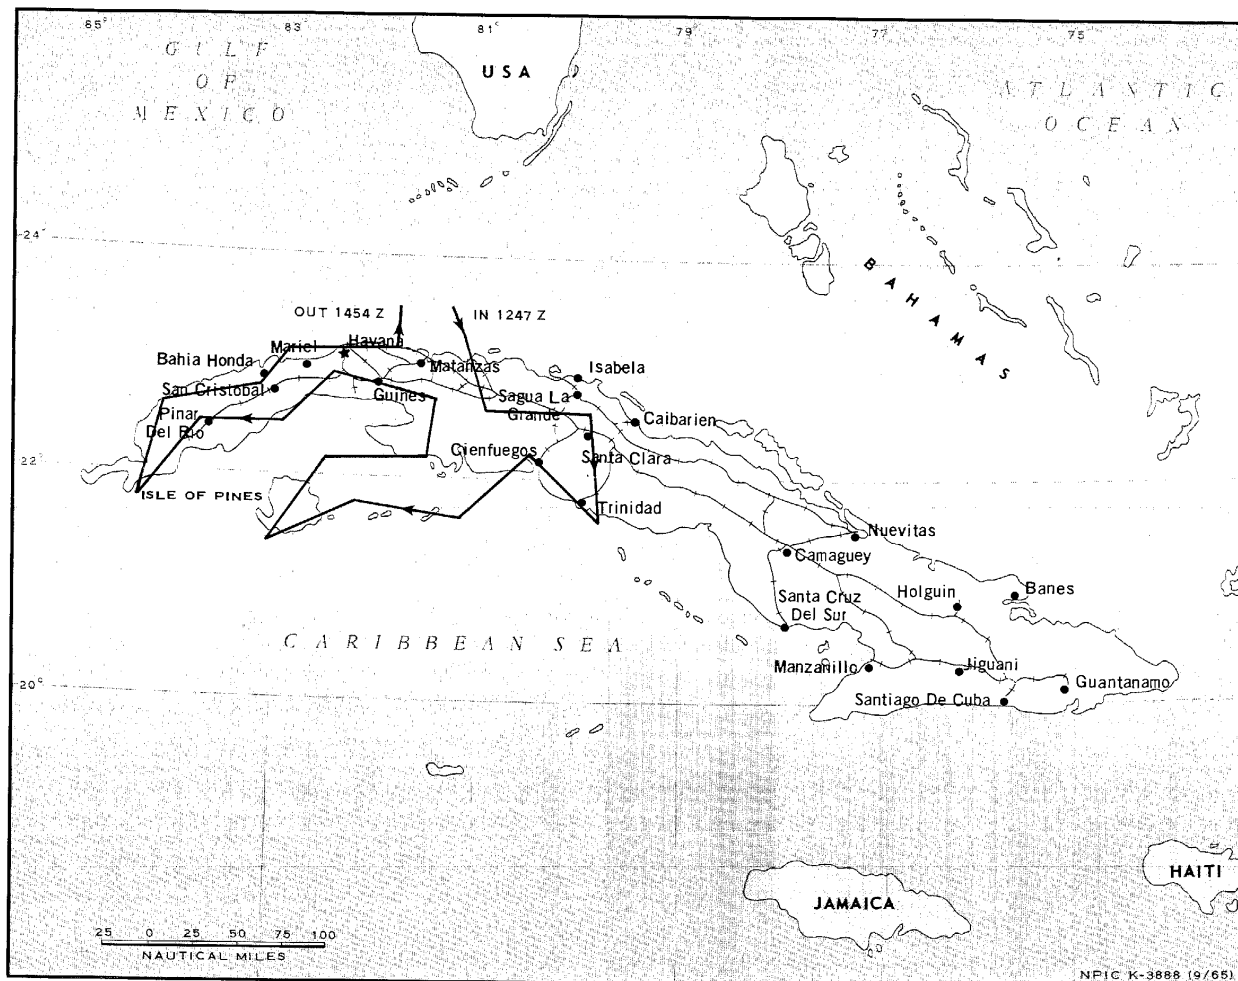 85° 83 81° 79 77 75
GULF
OF
MEXICO
USA
ATLANTIC
OCEAN
24°
BAHAMAS
OUT 1454 Z
IN 1247 Z
Havana
Mariel
Bahia Honda
Matanzas
Isabela
San Cristobal
Guines
Sagua La
Grande
Pinar
Del Rio
Caibarien
Cienfuegos
Santa Clara
22°
ISLE OF PINES
Trinidad
Nuevitas
Camaguey
Santa Cruz
Del Sur
Holguin
Banes
CARIBBEAN SEA
Manzanillo
Jiguani
20°
Guantanamo
Santiago De Cuba
HAITI
JAMAICA
25 0 25 50 75 100
NAUTICAL MILES
NPIC K-3888 (9/65)